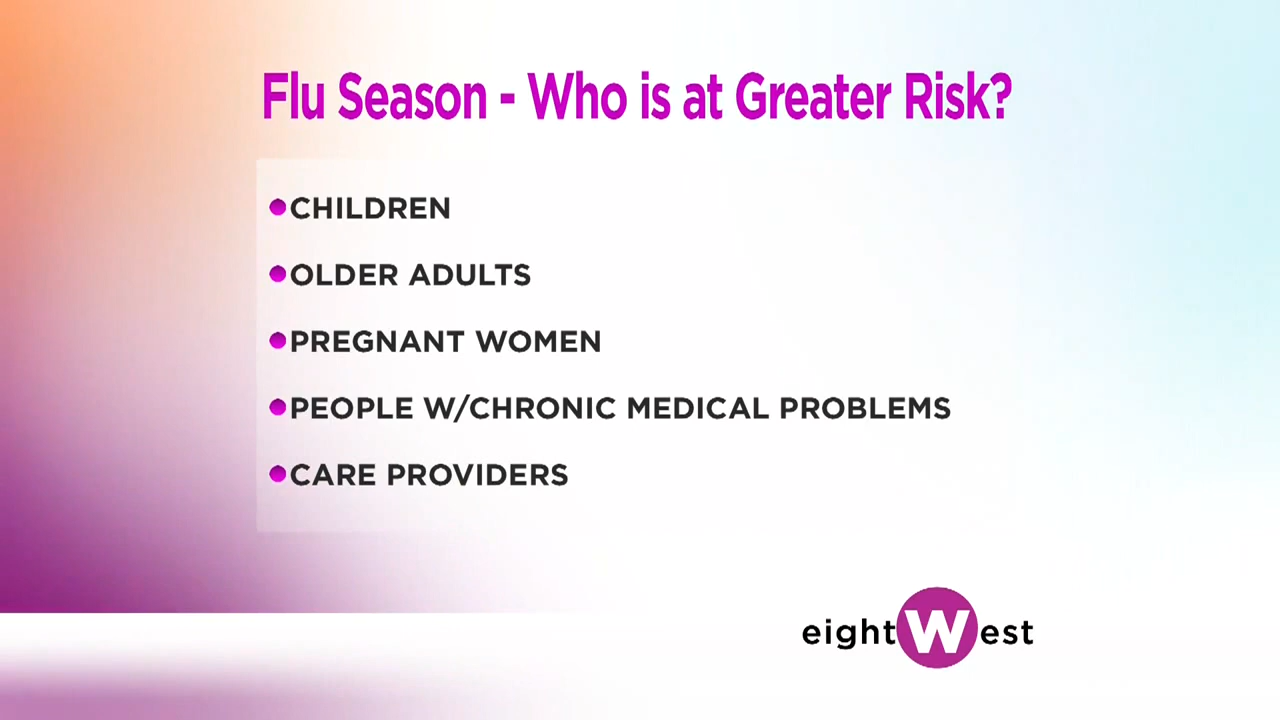 Flu Season - Who is at Greater Risk?
CHILDREN
OLDER ADULTS
PREGNANT WOMEN
PEOPLE W/CHRONIC MEDICAL PROBLEMS
CARE PROVIDERS
eightWest